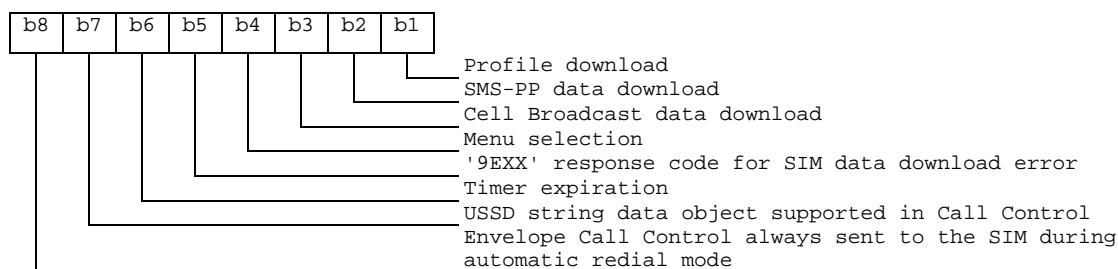 b8 b7 b6 b5 b4 b3 b2 b1
Profile download
SMS-PP data download
Cell Broadcast data download
Menu selection
'9EXX' response code for SIM data download error
Timer expiration
USSD string data object supported in Call Control
Envelope Call Control always sent to the SIM during
automatic redial mode